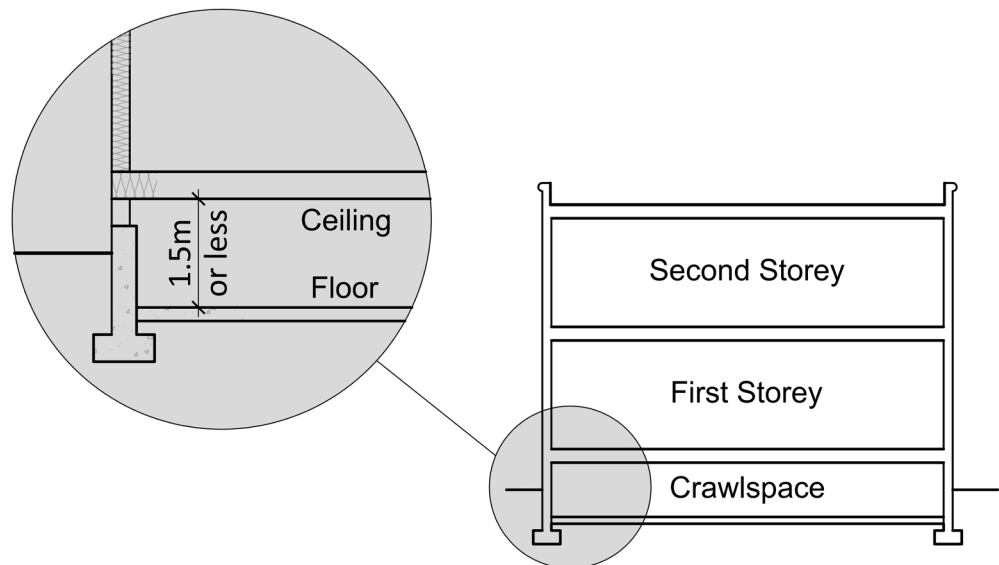 Ceiling
1.5m
or less
Floor
Second Storey
First Storey
Crawlspace